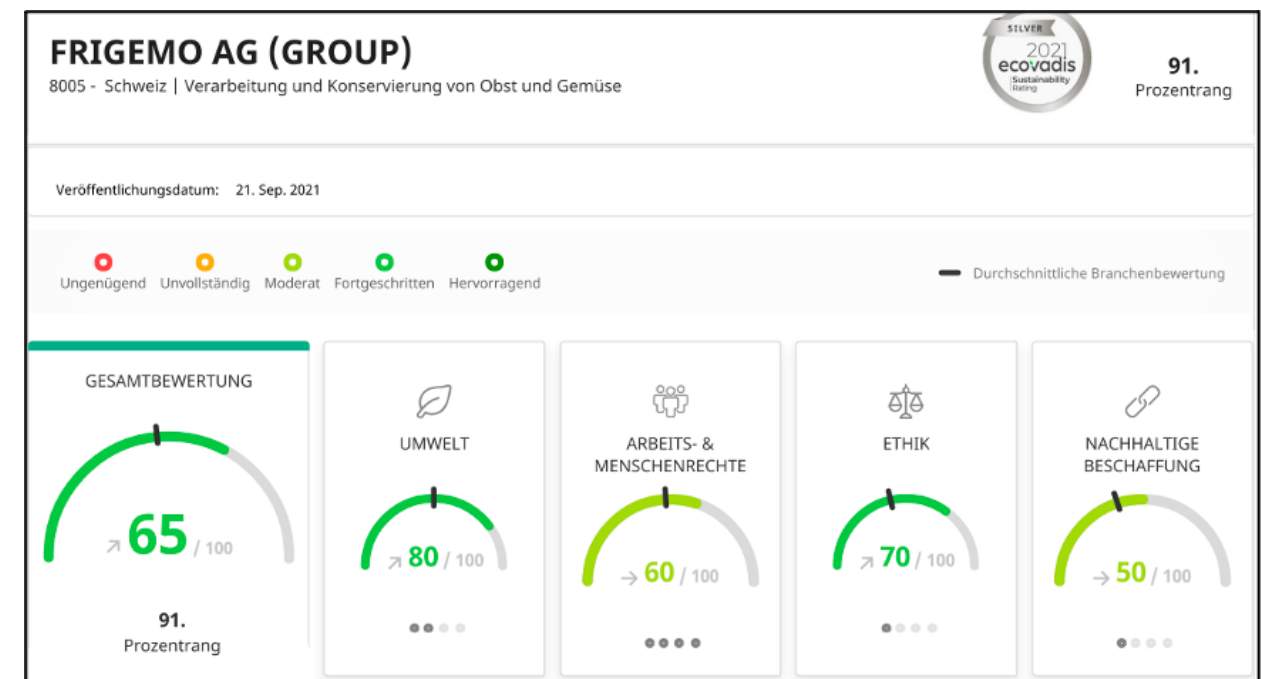 FRIGEMO AG (GROUP)
8005 - Schweiz | Verarbeitung und Konservierung von Obst und Gemüse
SILVER
2021
ecovadis
Sustainability
Rating
91.
Prozentrang
Veröffentlichungsdatum: 21. Sep. 2021
Ungenügend Unvollständig Moderat Fortgeschritten Hervorragend
Durchschnittliche Branchenbewertung
GESAMTBEWERTUNG
65 / 100
91.
Prozentrang
UMWELT
80 / 100
ARBEITS- &
MENSCHENRECHTE
60 / 100
ETHIK
70 / 100
NACHHALTIGE
BESCHAFFUNG
50 / 100